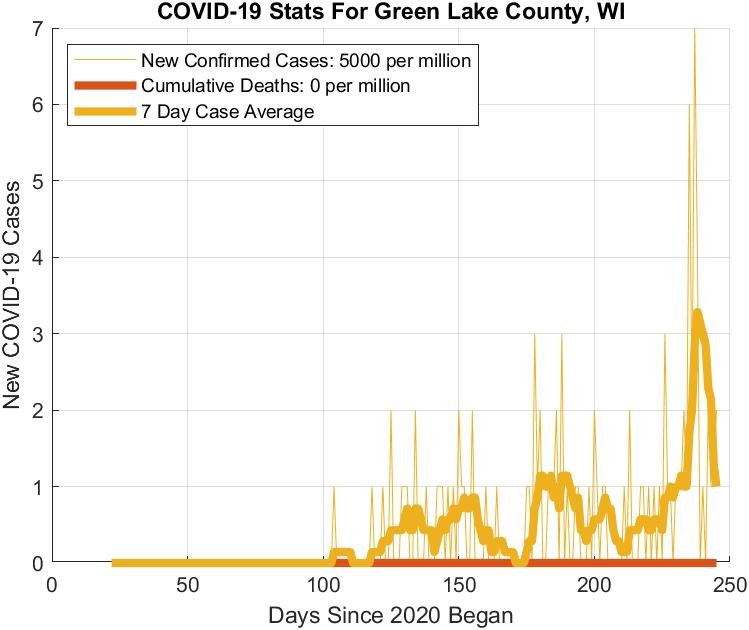 COVID-19 Stats For Green Lake County, WI
New Confirmed Cases: 5000 per million
Cumulative Deaths: 0 per million
7 Day Case Average
New COVID-19 Cases
7
6
5
4
3
2
1
0
0 50 100 150 200 250
Days Since 2020 Began